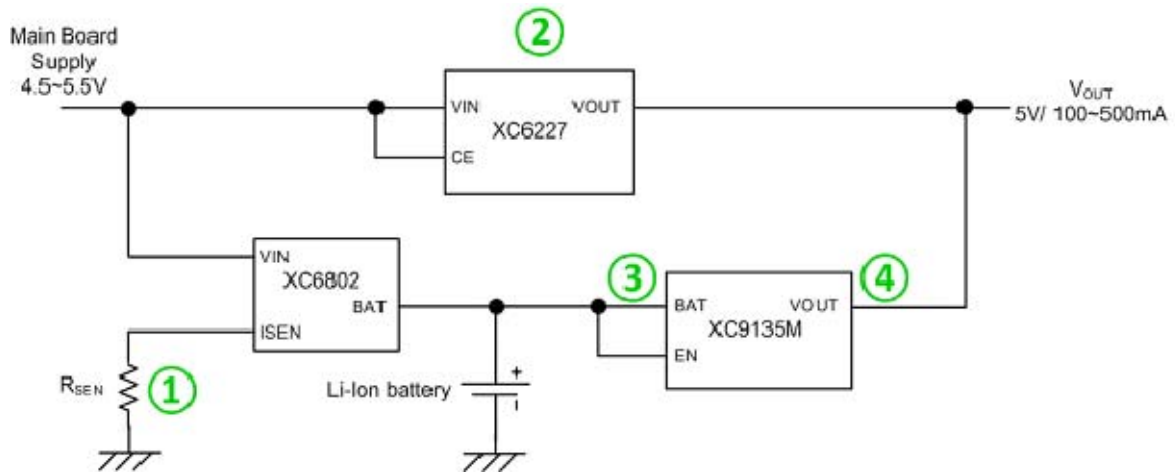 Main Board
Supply
4.5~5.5V
②
VIN
VOUT
XC6227
CE
VOUT
5V/ 100~500mA
VIN
XC6802
BAT
ISEN
③
BAT
VOUT
XC9135M
EN
④
RSEN
①
Li-Ion battery
+